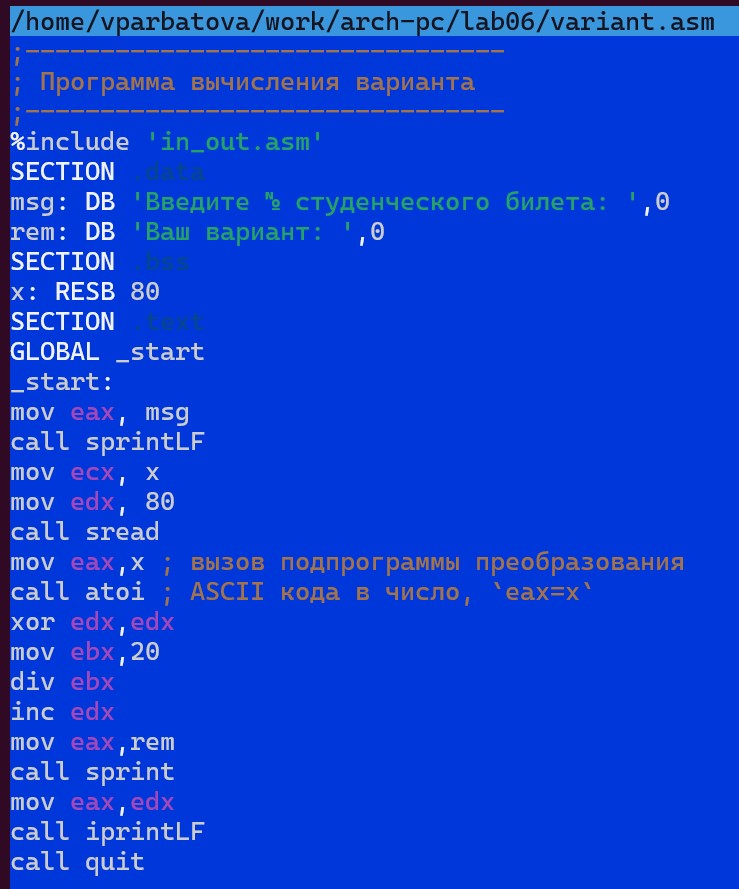 /home/vparbatova/work/arch-pc/lab06/variant.asm
;--------------------------------
; Программа вычисления варианта
;--------------------------------
%include 'in_out.asm'
SECTION .data
msg: DB 'Введите № студенческого билета: ',0
rem: DB 'Ваш вариант: ',0
SECTION .bss
x: RESB 80
SECTION .text
GLOBAL _start
_start:
mov eax, msg
call sprintLF
mov ecx, x
mov edx, 80
call sread
mov eax,x ; вызов подпрограммы преобразования
call atoi ; ASCII кода в число, `eax=x`
xor edx,edx
mov ebx,20
div ebx
inc edx
mov eax,rem
call sprint
mov eax,edx
call iprintLF
call quit